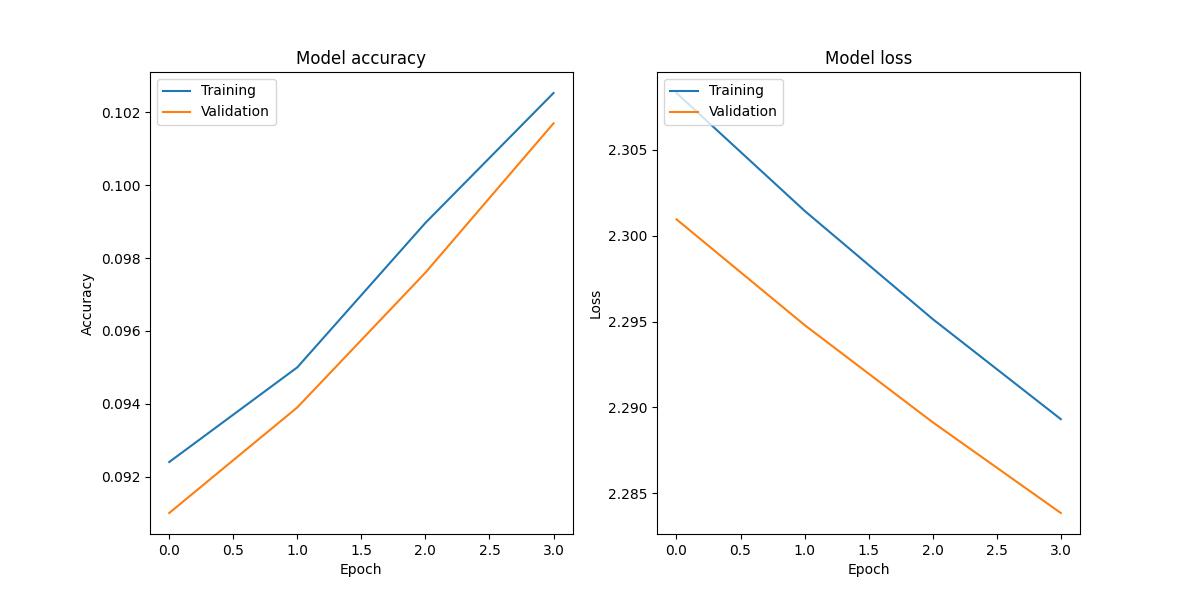 Model accuracy
Training
Validation
0.102
0.100
0.098
0.096
0.094
0.092
Accuracy
0.0 0.5 1.0 1.5 2.0 2.5 3.0
Epoch
Model loss
Training
Validation
2.305
2.300
2.295
2.290
2.285
Loss
0.0 0.5 1.0 1.5 2.0 2.5 3.0
Epoch